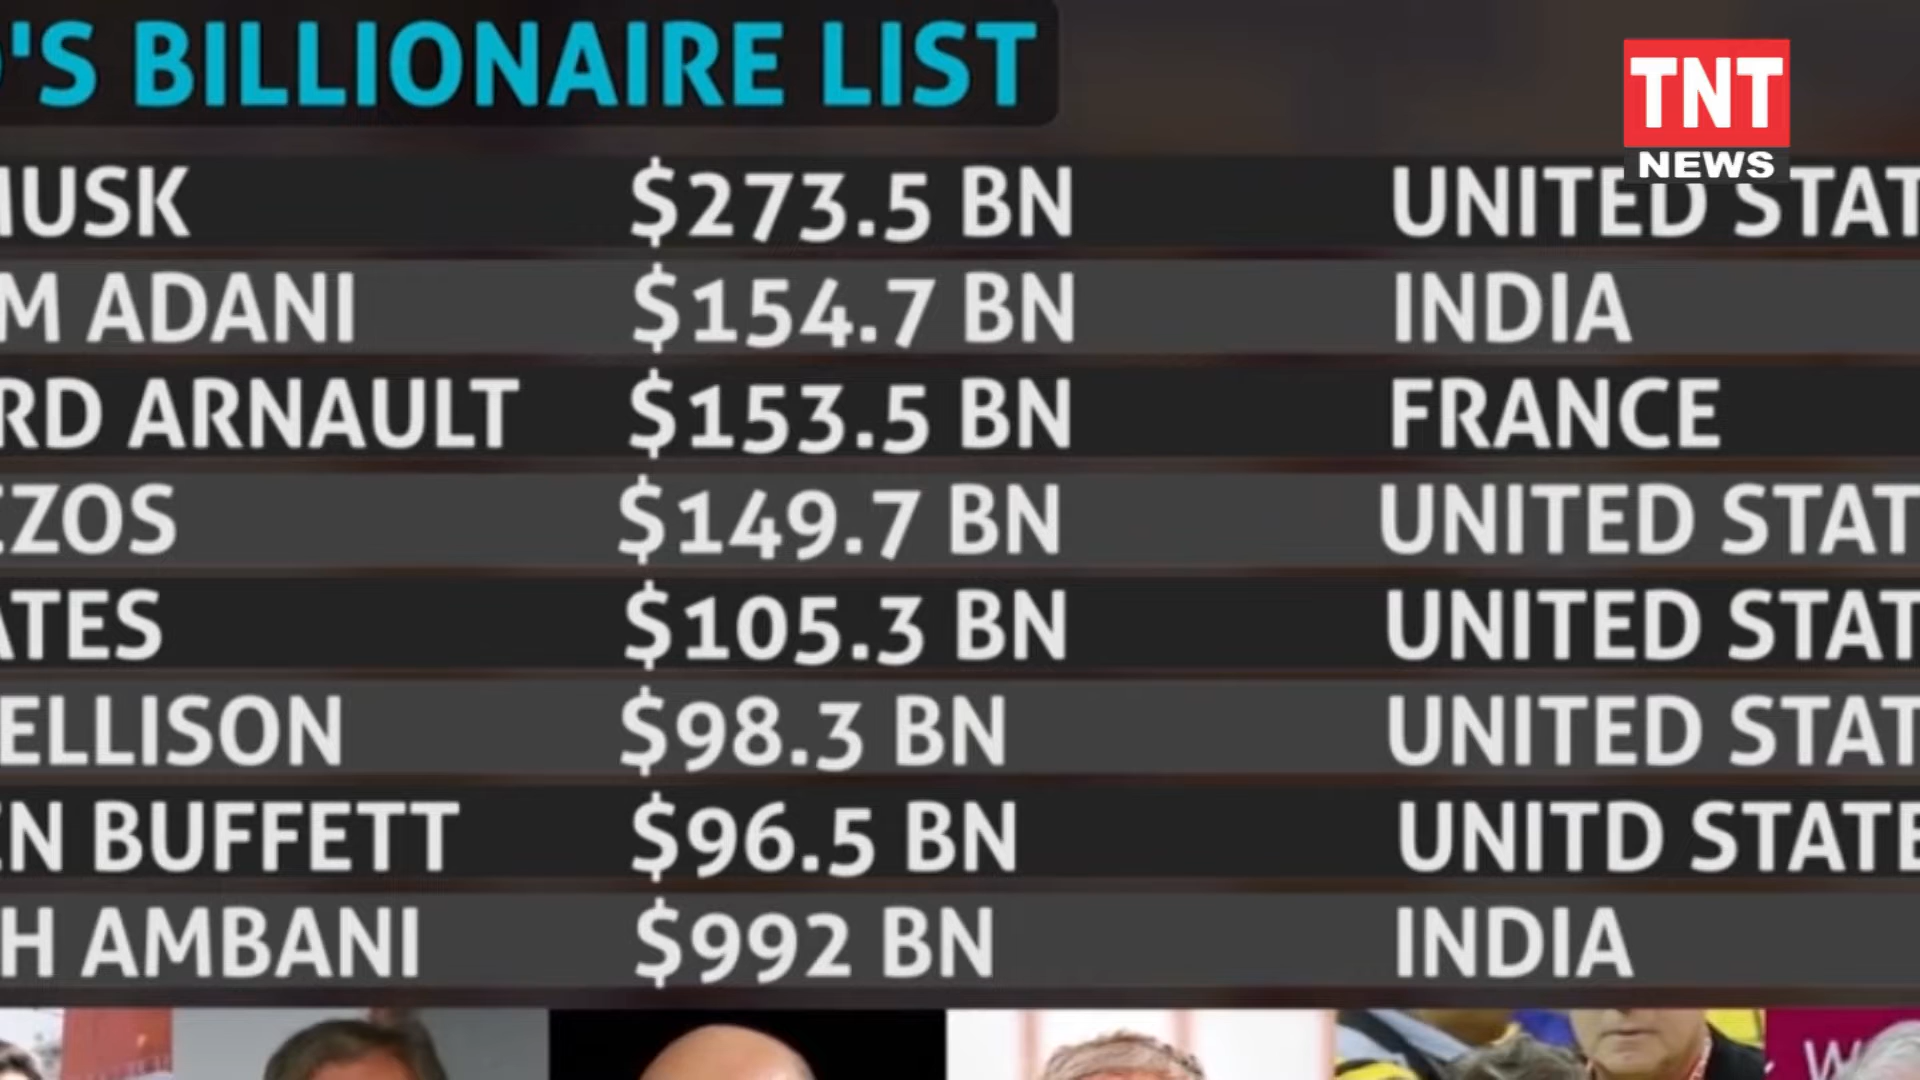 'S BILLIONAIRE LIST
TNT
NEWS
MUSK $273.5 BN UNITED STAT
M ADANI $154.7 BN INDIA
RD ARNAULT $153.5 BN FRANCE
ZOS $149.7 BN UNITED STAT
ATES $105.3 BN UNITED STAT
ELLISON $98.3 BN UNITED STAT
EN BUFFETT $96.5 BN UNITD STATE
H AMBANI $992 BN INDIA
W